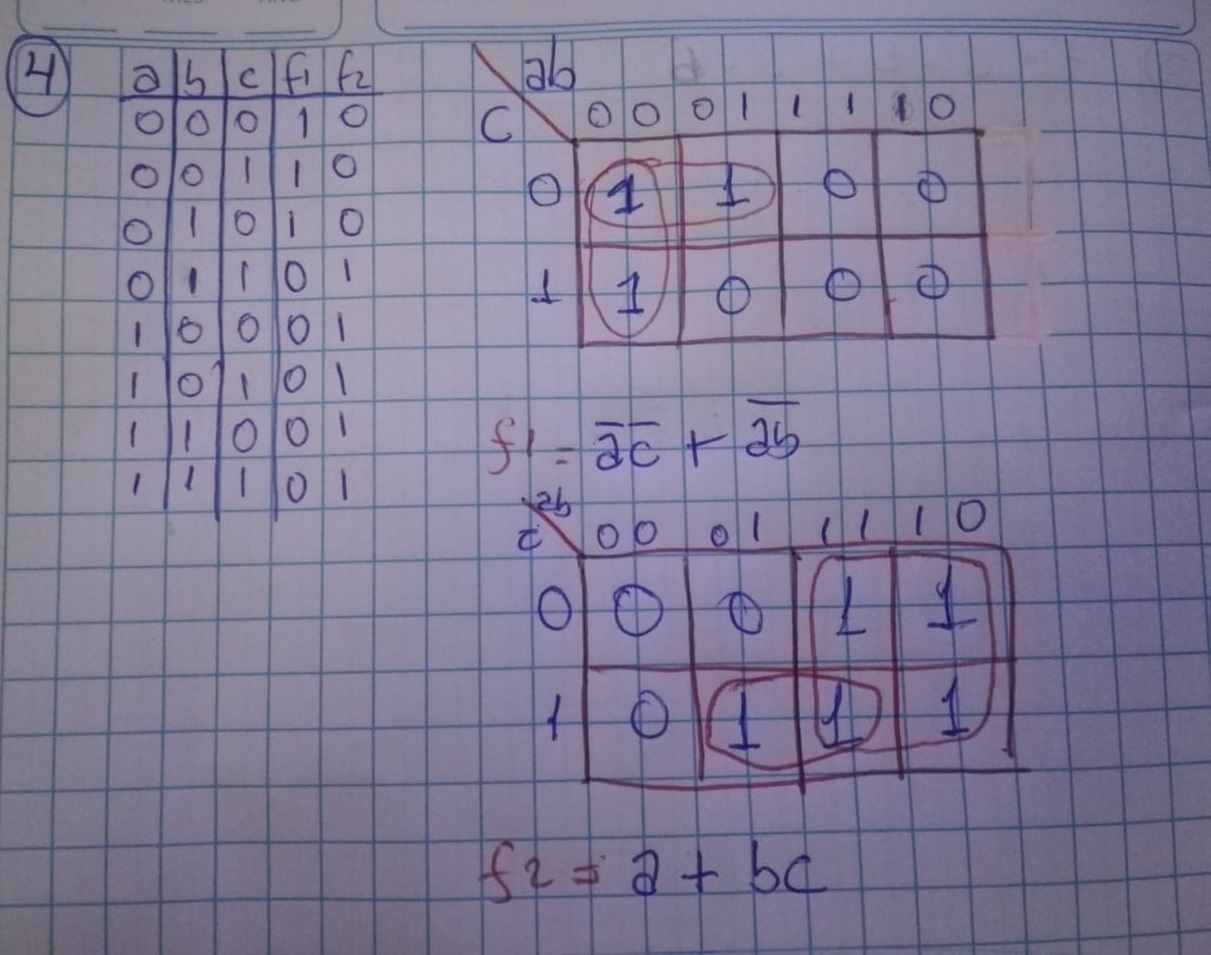 ④ a b c f1 f2
0 0 0 1 0
0 0 1 1 0
0 1 0 1 0
0 1 1 0 1
1 0 0 0 1
1 0 1 0 1
1 1 0 0 1
1 1 1 0 1
ab
C 00 01 11 10
0 1 1 0 0
1 1 0 0 0
f1 = a̅c̅ + a̅b̅
ab
c 00 01 11 10
0 0 0 1 1
1 0 1 1 1
f2 = a + bc